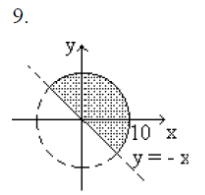 9.
y
10 x
y = - x